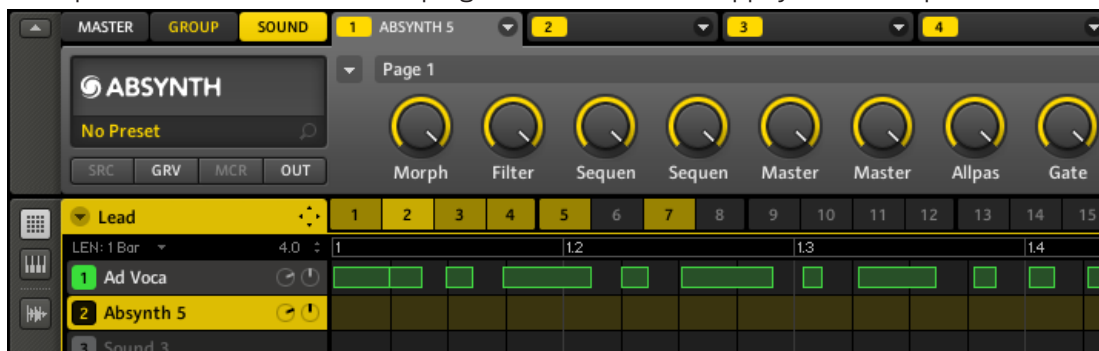 MASTER GROUP SOUND 1 ABSYNTH 5 2 3 4
ABSYNTH
Page 1
No Preset
SRC GRV MCR OUT
Morph Filter Sequen Sequen Master Master Allpas Gate
Lead 1 2 3 4 5 6 7 8 9 10 11 12 13 14 15
LEN: 1 Bar 4.0 1 1.2 1.3 1.4
1 Ad Voca
2 Absynth 5
3 Sound 3